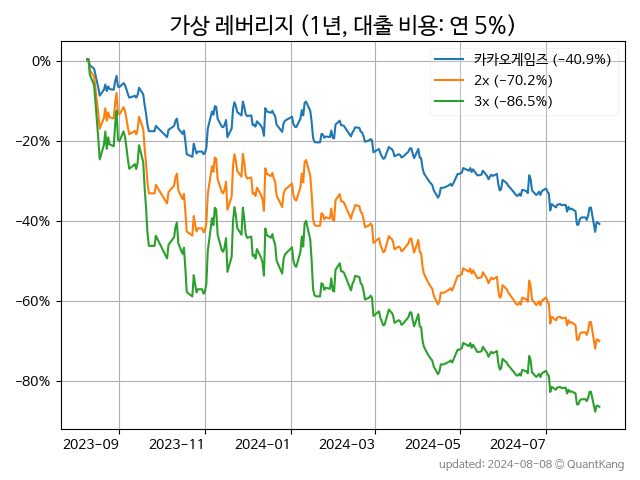 가상 레버리지 (1년, 대출 비용: 연 5%)
카카오게임즈 (−40.9%)
2x (−70.2%)
3x (−86.5%)
0%
−20%
−40%
−60%
−80%
2023-09 2023-11 2024-01 2024-03 2024-05 2024-07
updated: 2024-08-08 © QuantKang